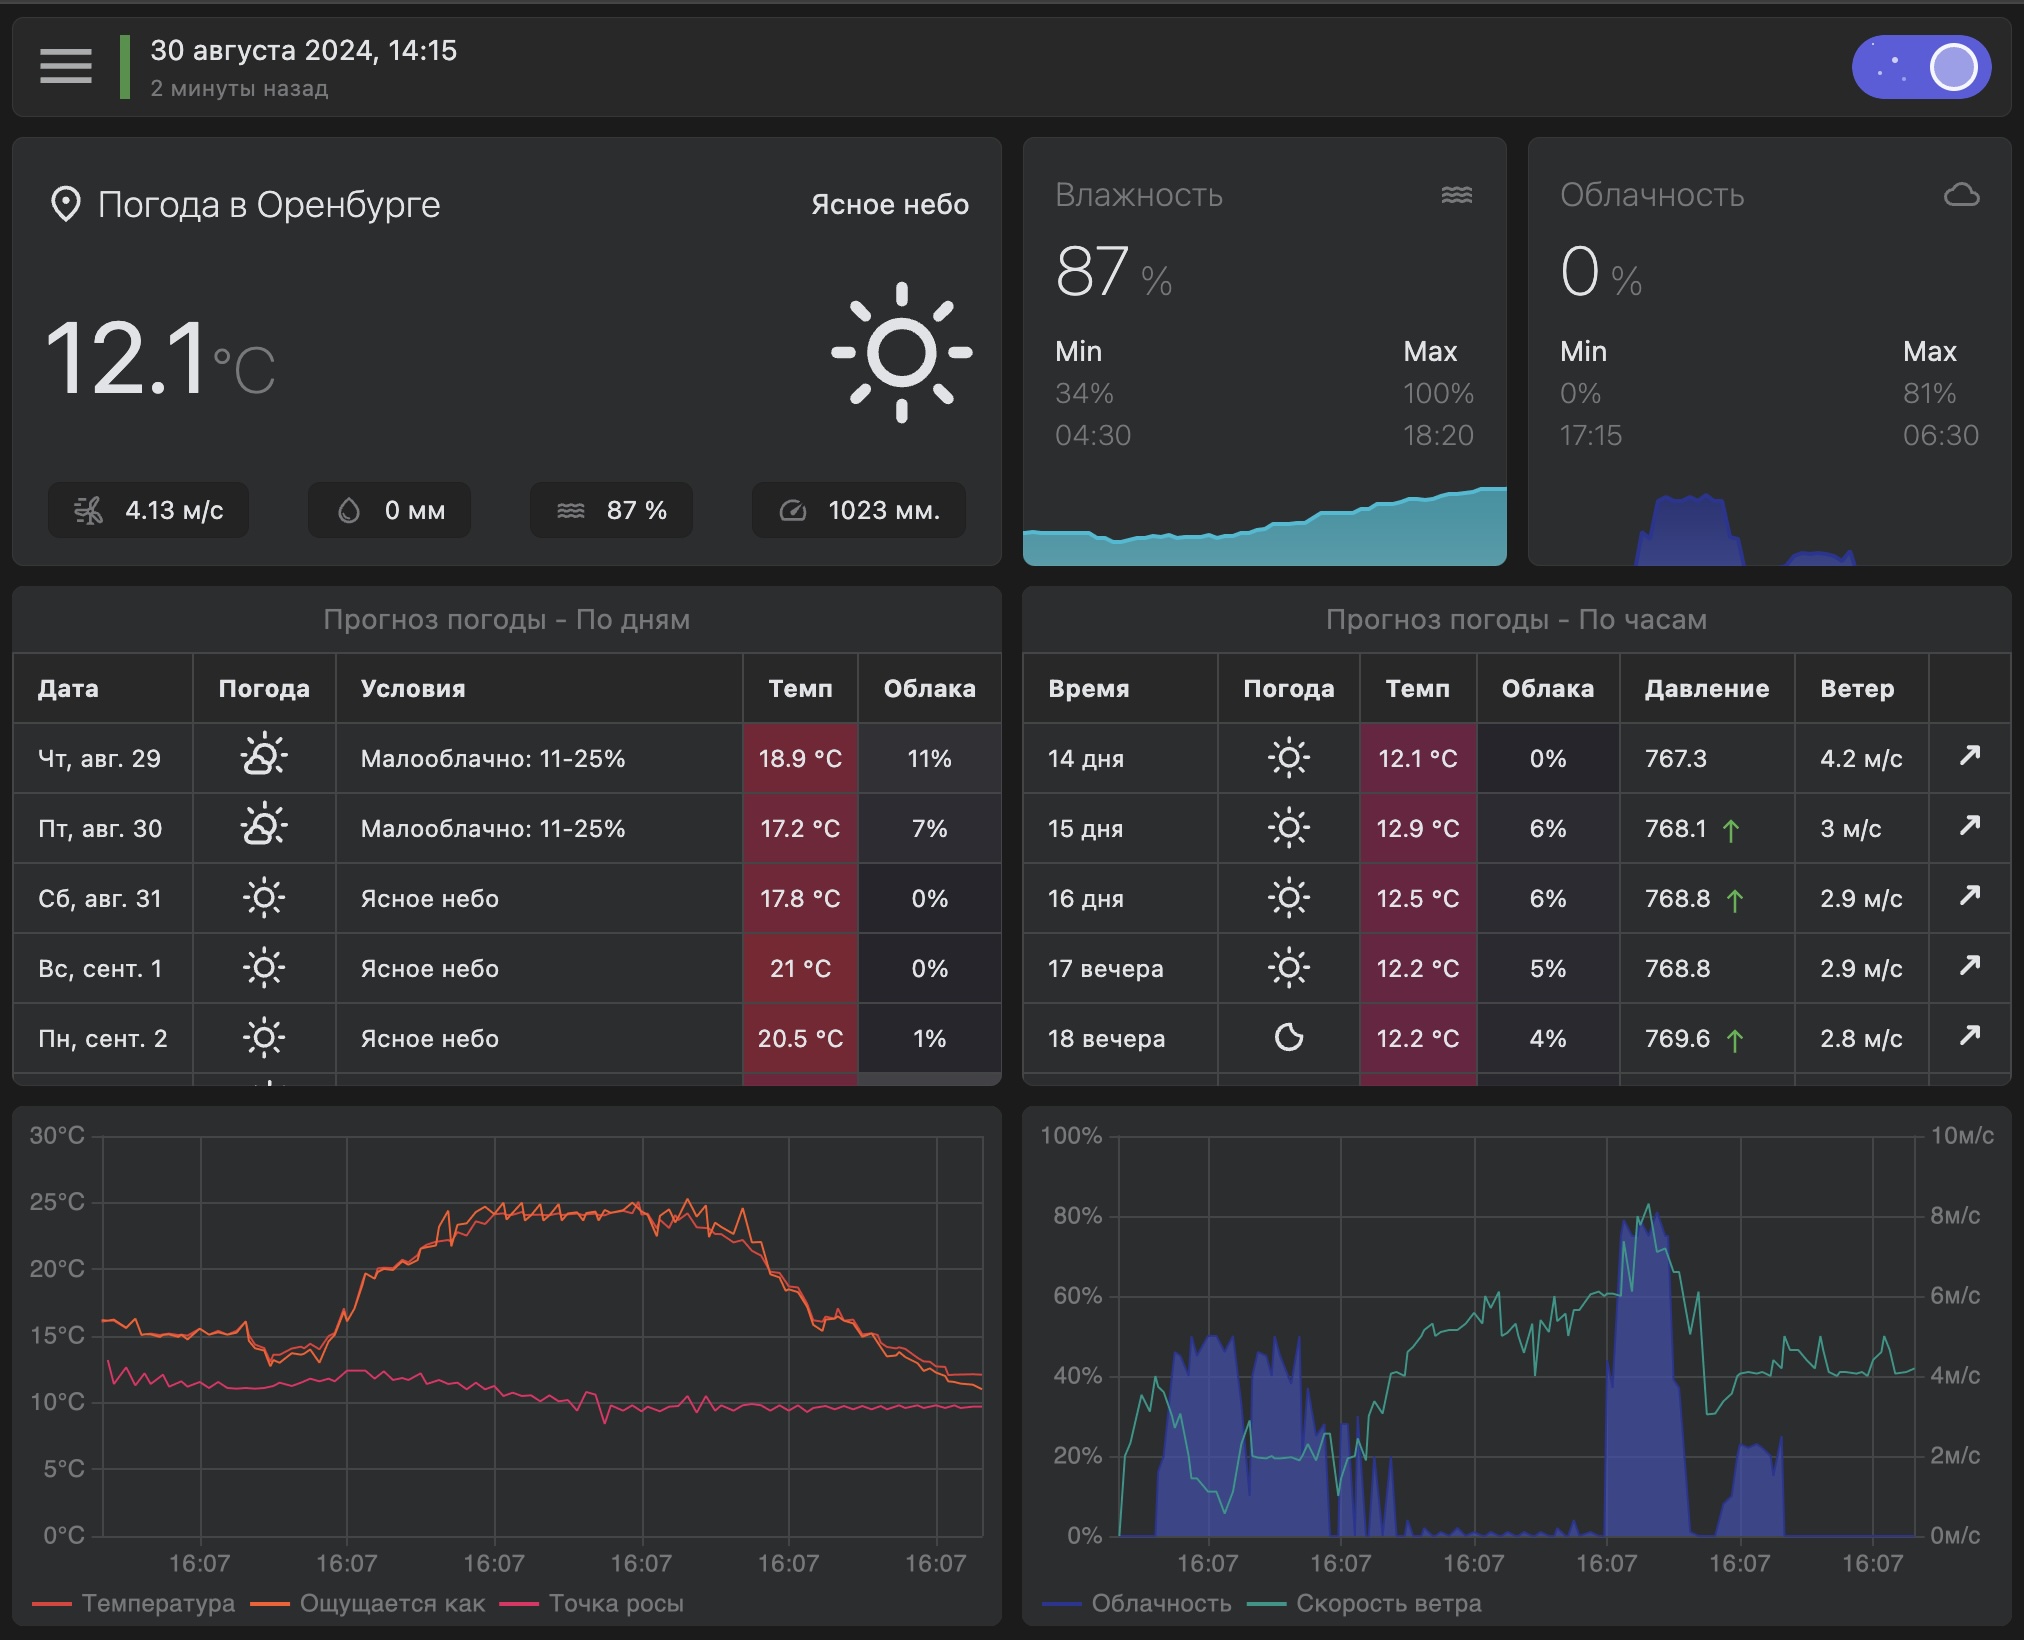 30 августа 2024, 14:15
2 минуты назад
Погода в Оренбурге
Ясное небо
12.1 °C
4.13 м/с
0 мм
87 %
1023 мм.
Влажность
87 %
Min Max
34% 100%
04:30 18:20
Облачность
0 %
Min Max
0% 81%
17:15 06:30
Прогноз погоды - По дням
Дата Погода Условия Темп Облака
Чт, авг. 29 Малооблачно: 11-25% 18.9 °C 11%
Пт, авг. 30 Малооблачно: 11-25% 17.2 °C 7%
Сб, авг. 31 Ясное небо 17.8 °C 0%
Вс, сент. 1 Ясное небо 21 °C 0%
Пн, сент. 2 Ясное небо 20.5 °C 1%
Прогноз погоды - По часам
Время Погода Темп Облака Давление Ветер
14 дня 12.1 °C 0% 767.3 4.2 м/с
15 дня 12.9 °C 6% 768.1 ↑ 3 м/с
16 дня 12.5 °C 6% 768.8 ↑ 2.9 м/с
17 вечера 12.2 °C 5% 768.8 2.9 м/с
18 вечера 12.2 °C 4% 769.6 ↑ 2.8 м/с
30°C
25°C
20°C
15°C
10°C
5°C
0°C
16:07 16:07 16:07 16:07 16:07 16:07
Температура Ощущается как Точка росы
100% 10м/с
80% 8м/с
60% 6м/с
40% 4м/с
20% 2м/с
0% 0м/с
16:07 16:07 16:07 16:07 16:07 16:07
Облачность Скорость ветра